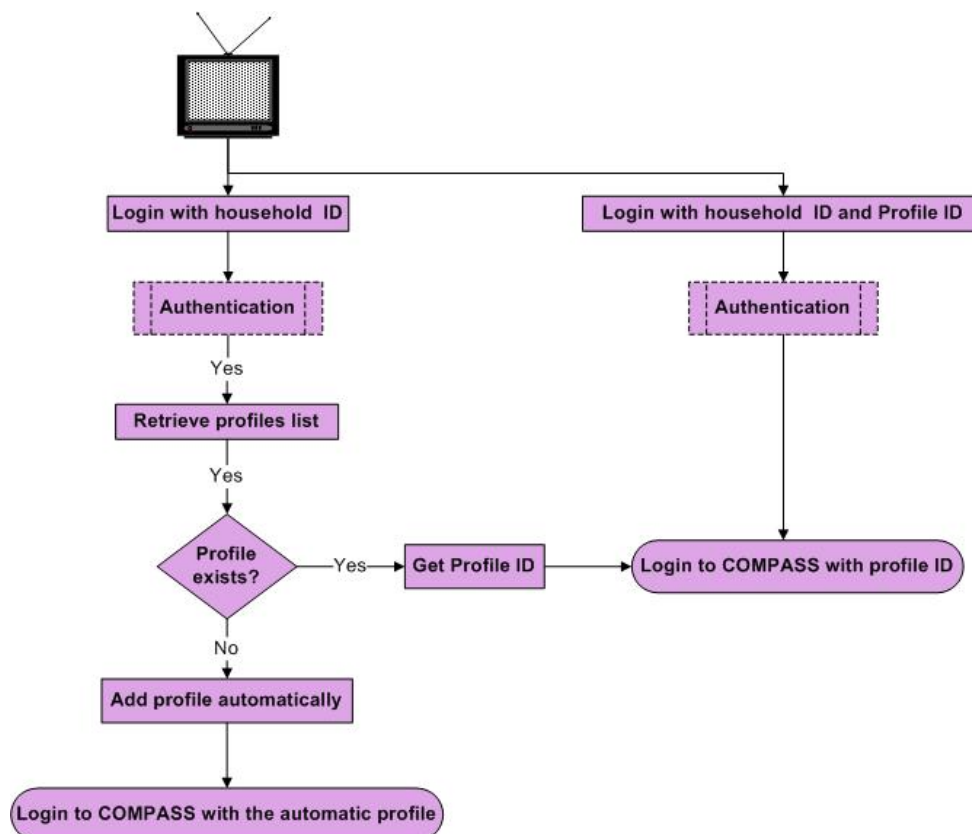 Login with household  ID
Login with household  ID and Profile ID
Authentication
Authentication
Yes
Retrieve profiles list
Yes
Profile
exists?
Yes
Get Profile ID
Login to COMPASS with profile ID
No
Add profile automatically
Login to COMPASS with the automatic profile